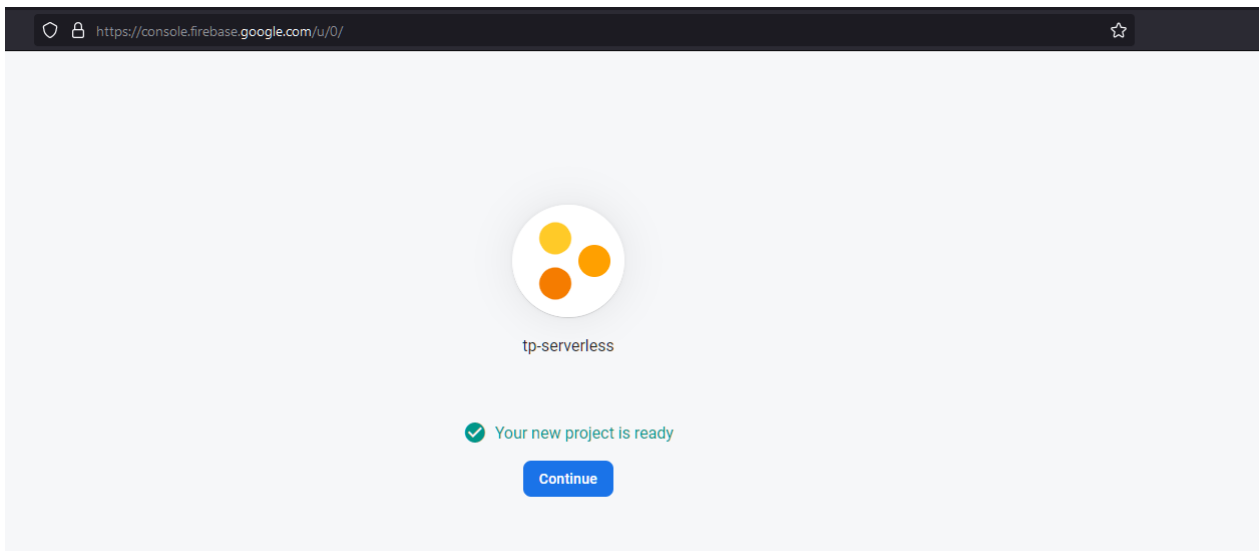 https://console.firebase.google.com/u/0/
tp-serverless
Your new project is ready
Continue